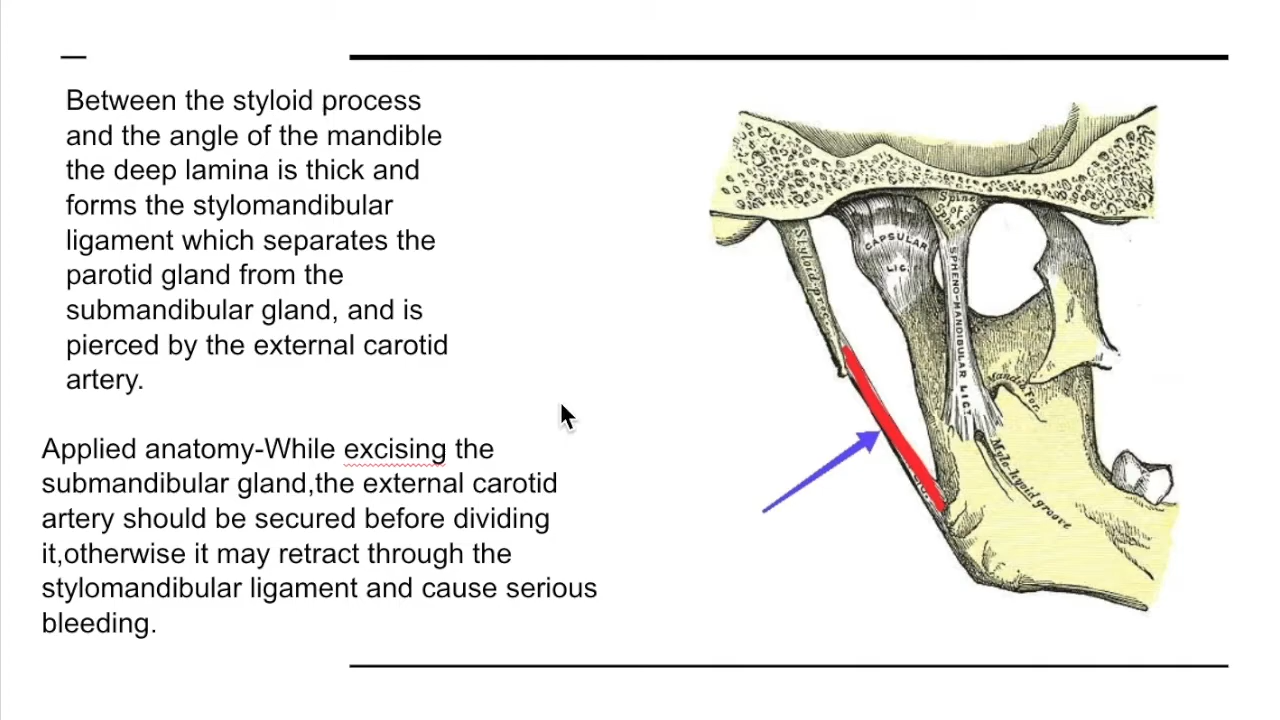 Between the styloid process
and the angle of the mandible
the deep lamina is thick and
forms the stylomandibular
ligament which separates the
parotid gland from the
submandibular gland, and is
pierced by the external carotid
artery.
Applied anatomy-While excising the
submandibular gland,the external carotid
artery should be secured before dividing
it,otherwise it may retract through the
stylomandibular ligament and cause serious
bleeding.
Spine
of
Sphenoid
CAPSULAR
LIG.
Styloid proc.
SPHENO-MANDIBULAR LIGT.
Mandib. For.
Mylo-hyoid groove